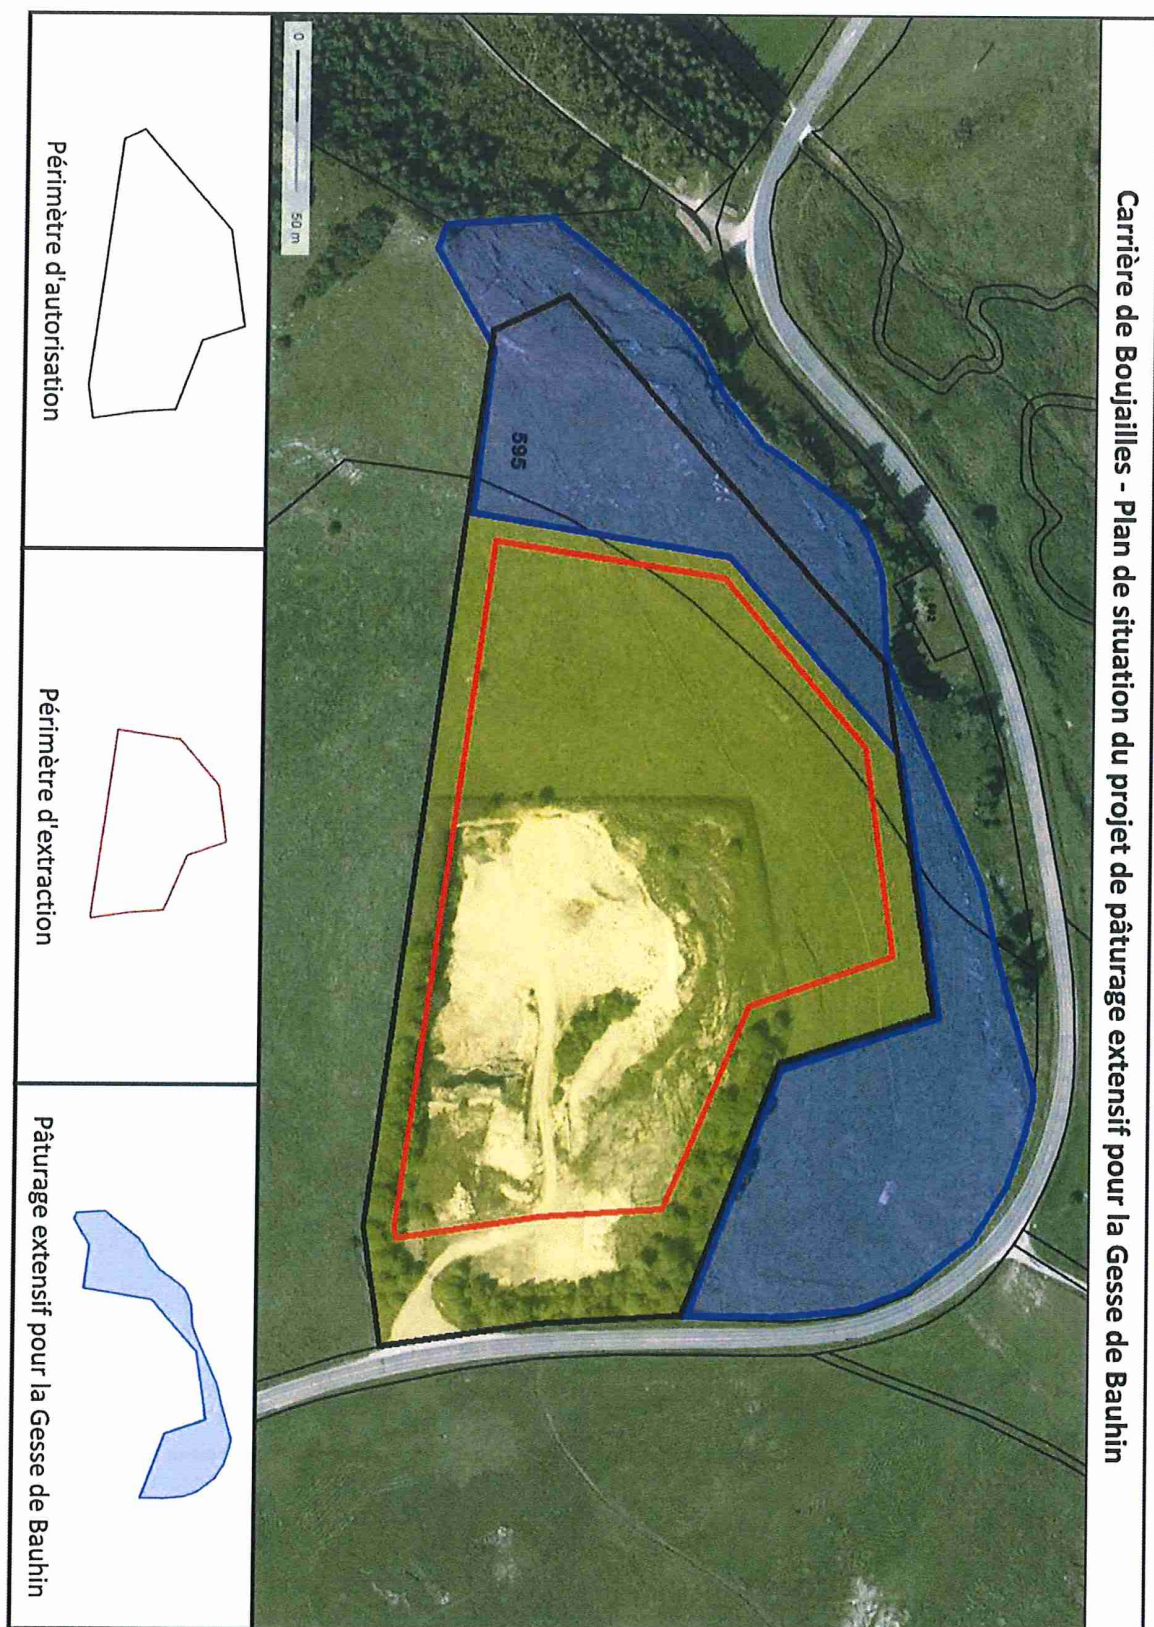 Carrière de Boujailles - Plan de situation du projet de pâturage extensif pour la Gesse de Bauhin
0 50 m
595
592
Périmètre d'autorisation
Périmètre d'extraction
Pâturage extensif pour la Gesse de Bauhin